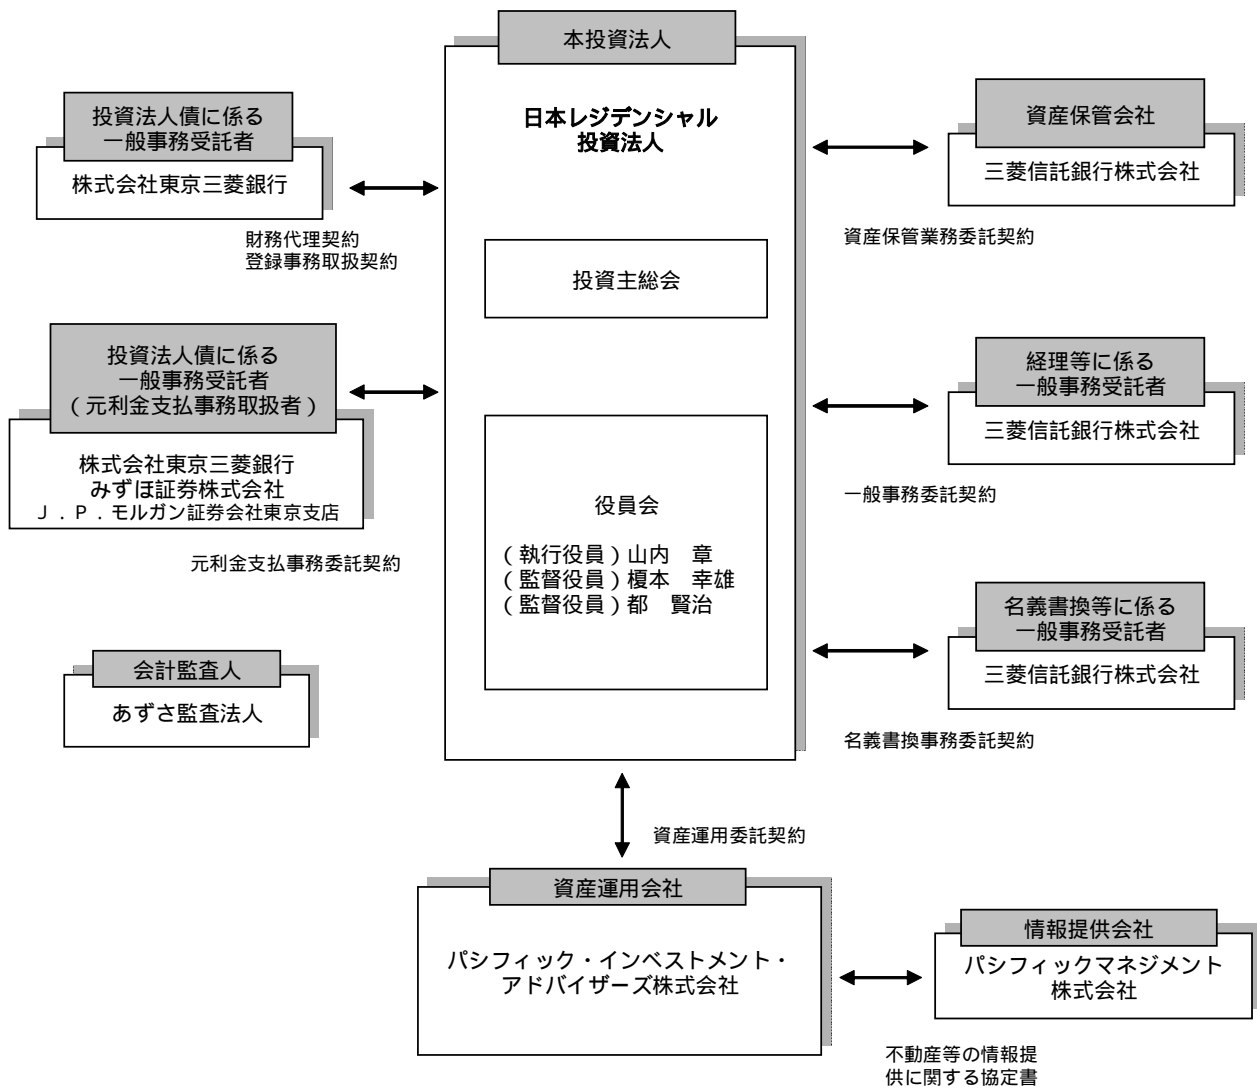 本投資法人
日本レジデンシャル
投資法人
投資主総会
役員会
(執行役員)山内　章
(監督役員)榎本　幸雄
(監督役員)都　賢治
投資法人債に係る
一般事務受託者
株式会社東京三菱銀行
財務代理契約
登録事務取扱契約
投資法人債に係る
一般事務受託者
(元利金支払事務取扱者)
株式会社東京三菱銀行
みずほ証券株式会社
J．P．モルガン証券会社東京支店
元利金支払事務委託契約
会計監査人
あずさ監査法人
資産保管会社
三菱信託銀行株式会社
資産保管業務委託契約
経理等に係る
一般事務受託者
三菱信託銀行株式会社
一般事務委託契約
名義書換等に係る
一般事務受託者
三菱信託銀行株式会社
名義書換事務委託契約
資産運用委託契約
資産運用会社
パシフィック・インベストメント・
アドバイザーズ株式会社
情報提供会社
パシフィックマネジメント
株式会社
不動産等の情報提
供に関する協定書